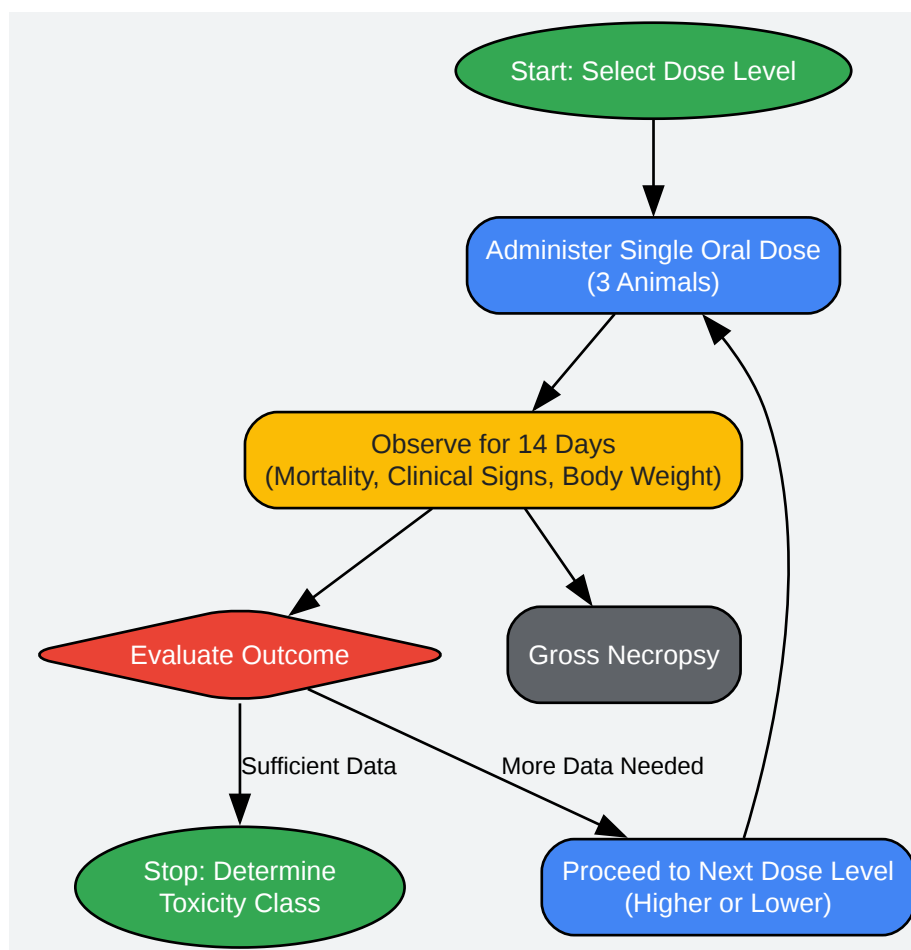 Start: Select Dose Level
Administer Single Oral Dose
(3 Animals)
Observe for 14 Days
(Mortality, Clinical Signs, Body Weight)
Evaluate Outcome
Gross Necropsy
Sufficient Data
More Data Needed
Stop: Determine
Toxicity Class
Proceed to Next Dose Level
(Higher or Lower)